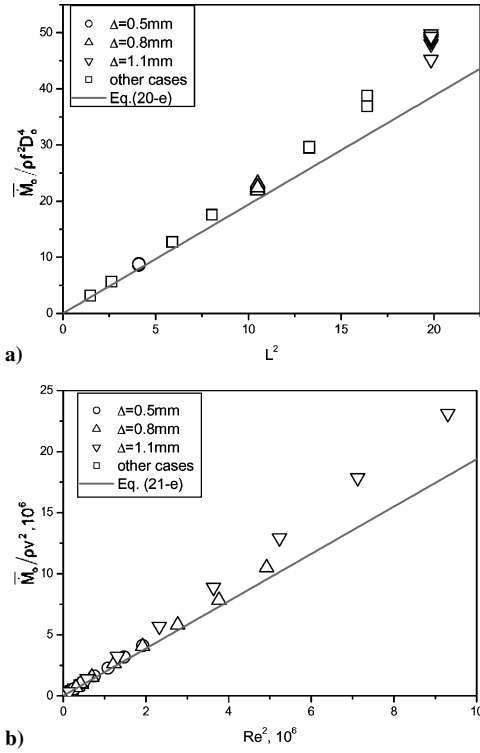 50
40
30
20
10
0
Ṁ̅ₒ/ρf²Dₒ⁴
Δ=0.5mm
Δ=0.8mm
Δ=1.1mm
other cases
Eq.(20-e)
0 5 10 15 20
L²
a)
25
20
15
10
5
0
Ṁ̅ₒ/ρν², 10⁶
Δ=0.5mm
Δ=0.8mm
Δ=1.1mm
other cases
Eq. (21-e)
0 2 4 6 8 10
Re², 10⁶
b)